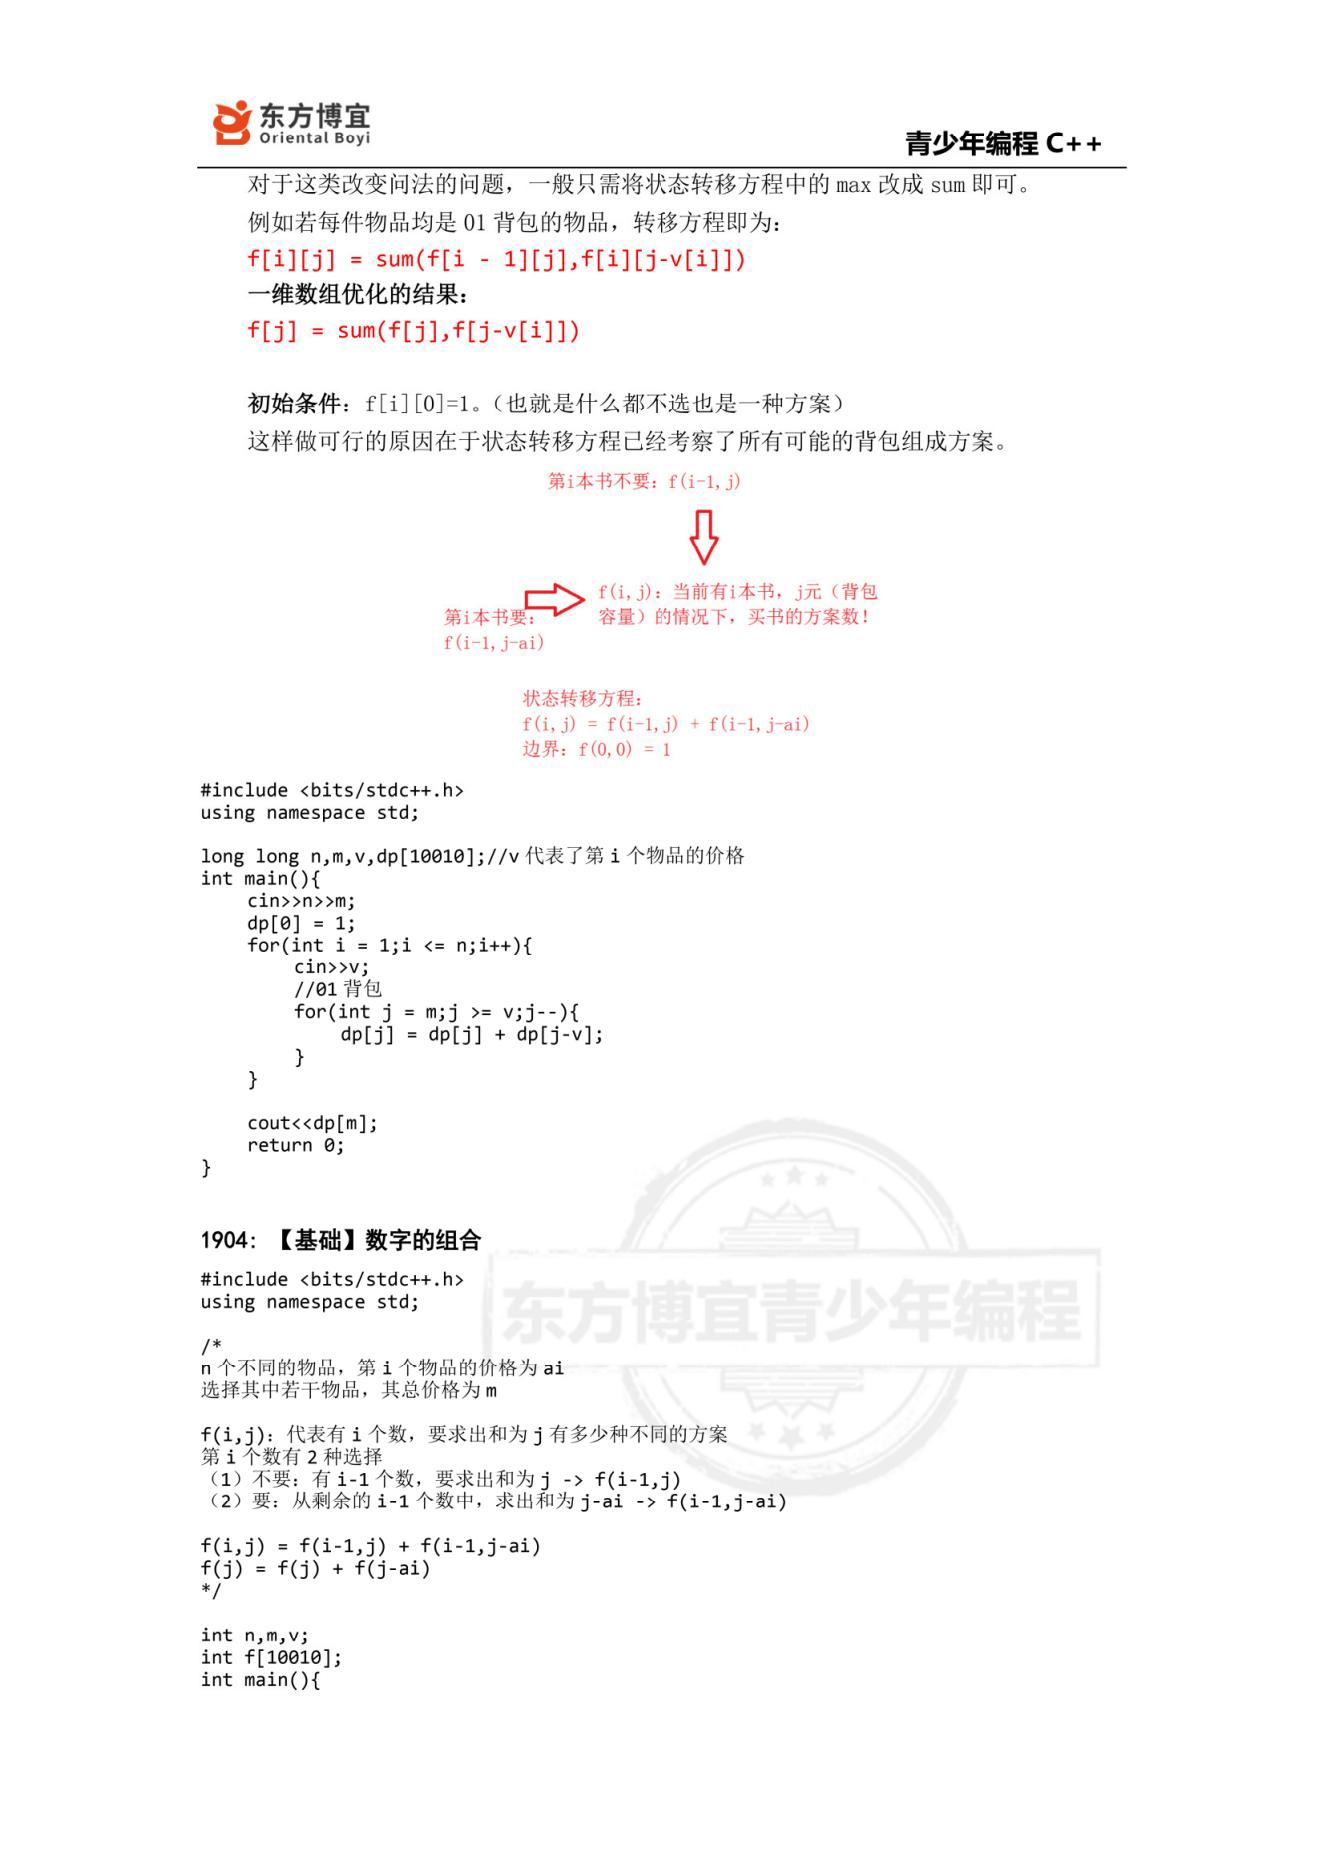 东方博宜
Oriental Boyi
青少年编程 C++
对于这类改变问法的问题，一般只需将状态转移方程中的 max 改成 sum 即可。
例如若每件物品均是 01 背包的物品，转移方程即为：
f[i][j] = sum(f[i - 1][j],f[i][j-v[i]])
一维数组优化的结果：
f[j] = sum(f[j],f[j-v[i]])
初始条件：f[i][0]=1。（也就是什么都不选也是一种方案）
这样做可行的原因在于状态转移方程已经考察了所有可能的背包组成方案。
第i本书不要：f(i-1,j)
f(i,j)：当前有i本书，j元（背包
容量）的情况下，买书的方案数！
第i本书要：
f(i-1,j-ai)
状态转移方程：
f(i,j) = f(i-1,j) + f(i-1,j-ai)
边界：f(0,0) = 1
#include <bits/stdc++.h>
using namespace std;
long long n,m,v,dp[10010];//v 代表了第 i 个物品的价格
int main(){
    cin>>n>>m;
    dp[0] = 1;
    for(int i = 1;i <= n;i++){
        cin>>v;
        //01 背包
        for(int j = m;j >= v;j--){
            dp[j] = dp[j] + dp[j-v];
        }
    }
    cout<<dp[m];
    return 0;
}
1904: 【基础】数字的组合
#include <bits/stdc++.h>
using namespace std;
东方博宜青少年编程
/*
n 个不同的物品，第 i 个物品的价格为 ai
选择其中若干物品，其总价格为 m
f(i,j)：代表有 i 个数，要求出和为 j 有多少种不同的方案
第 i 个数有 2 种选择
（1）不要：有 i-1 个数，要求出和为 j -> f(i-1,j)
（2）要：从剩余的 i-1 个数中，求出和为 j-ai -> f(i-1,j-ai)
f(i,j) = f(i-1,j) + f(i-1,j-ai)
f(j) = f(j) + f(j-ai)
*/
int n,m,v;
int f[10010];
int main(){